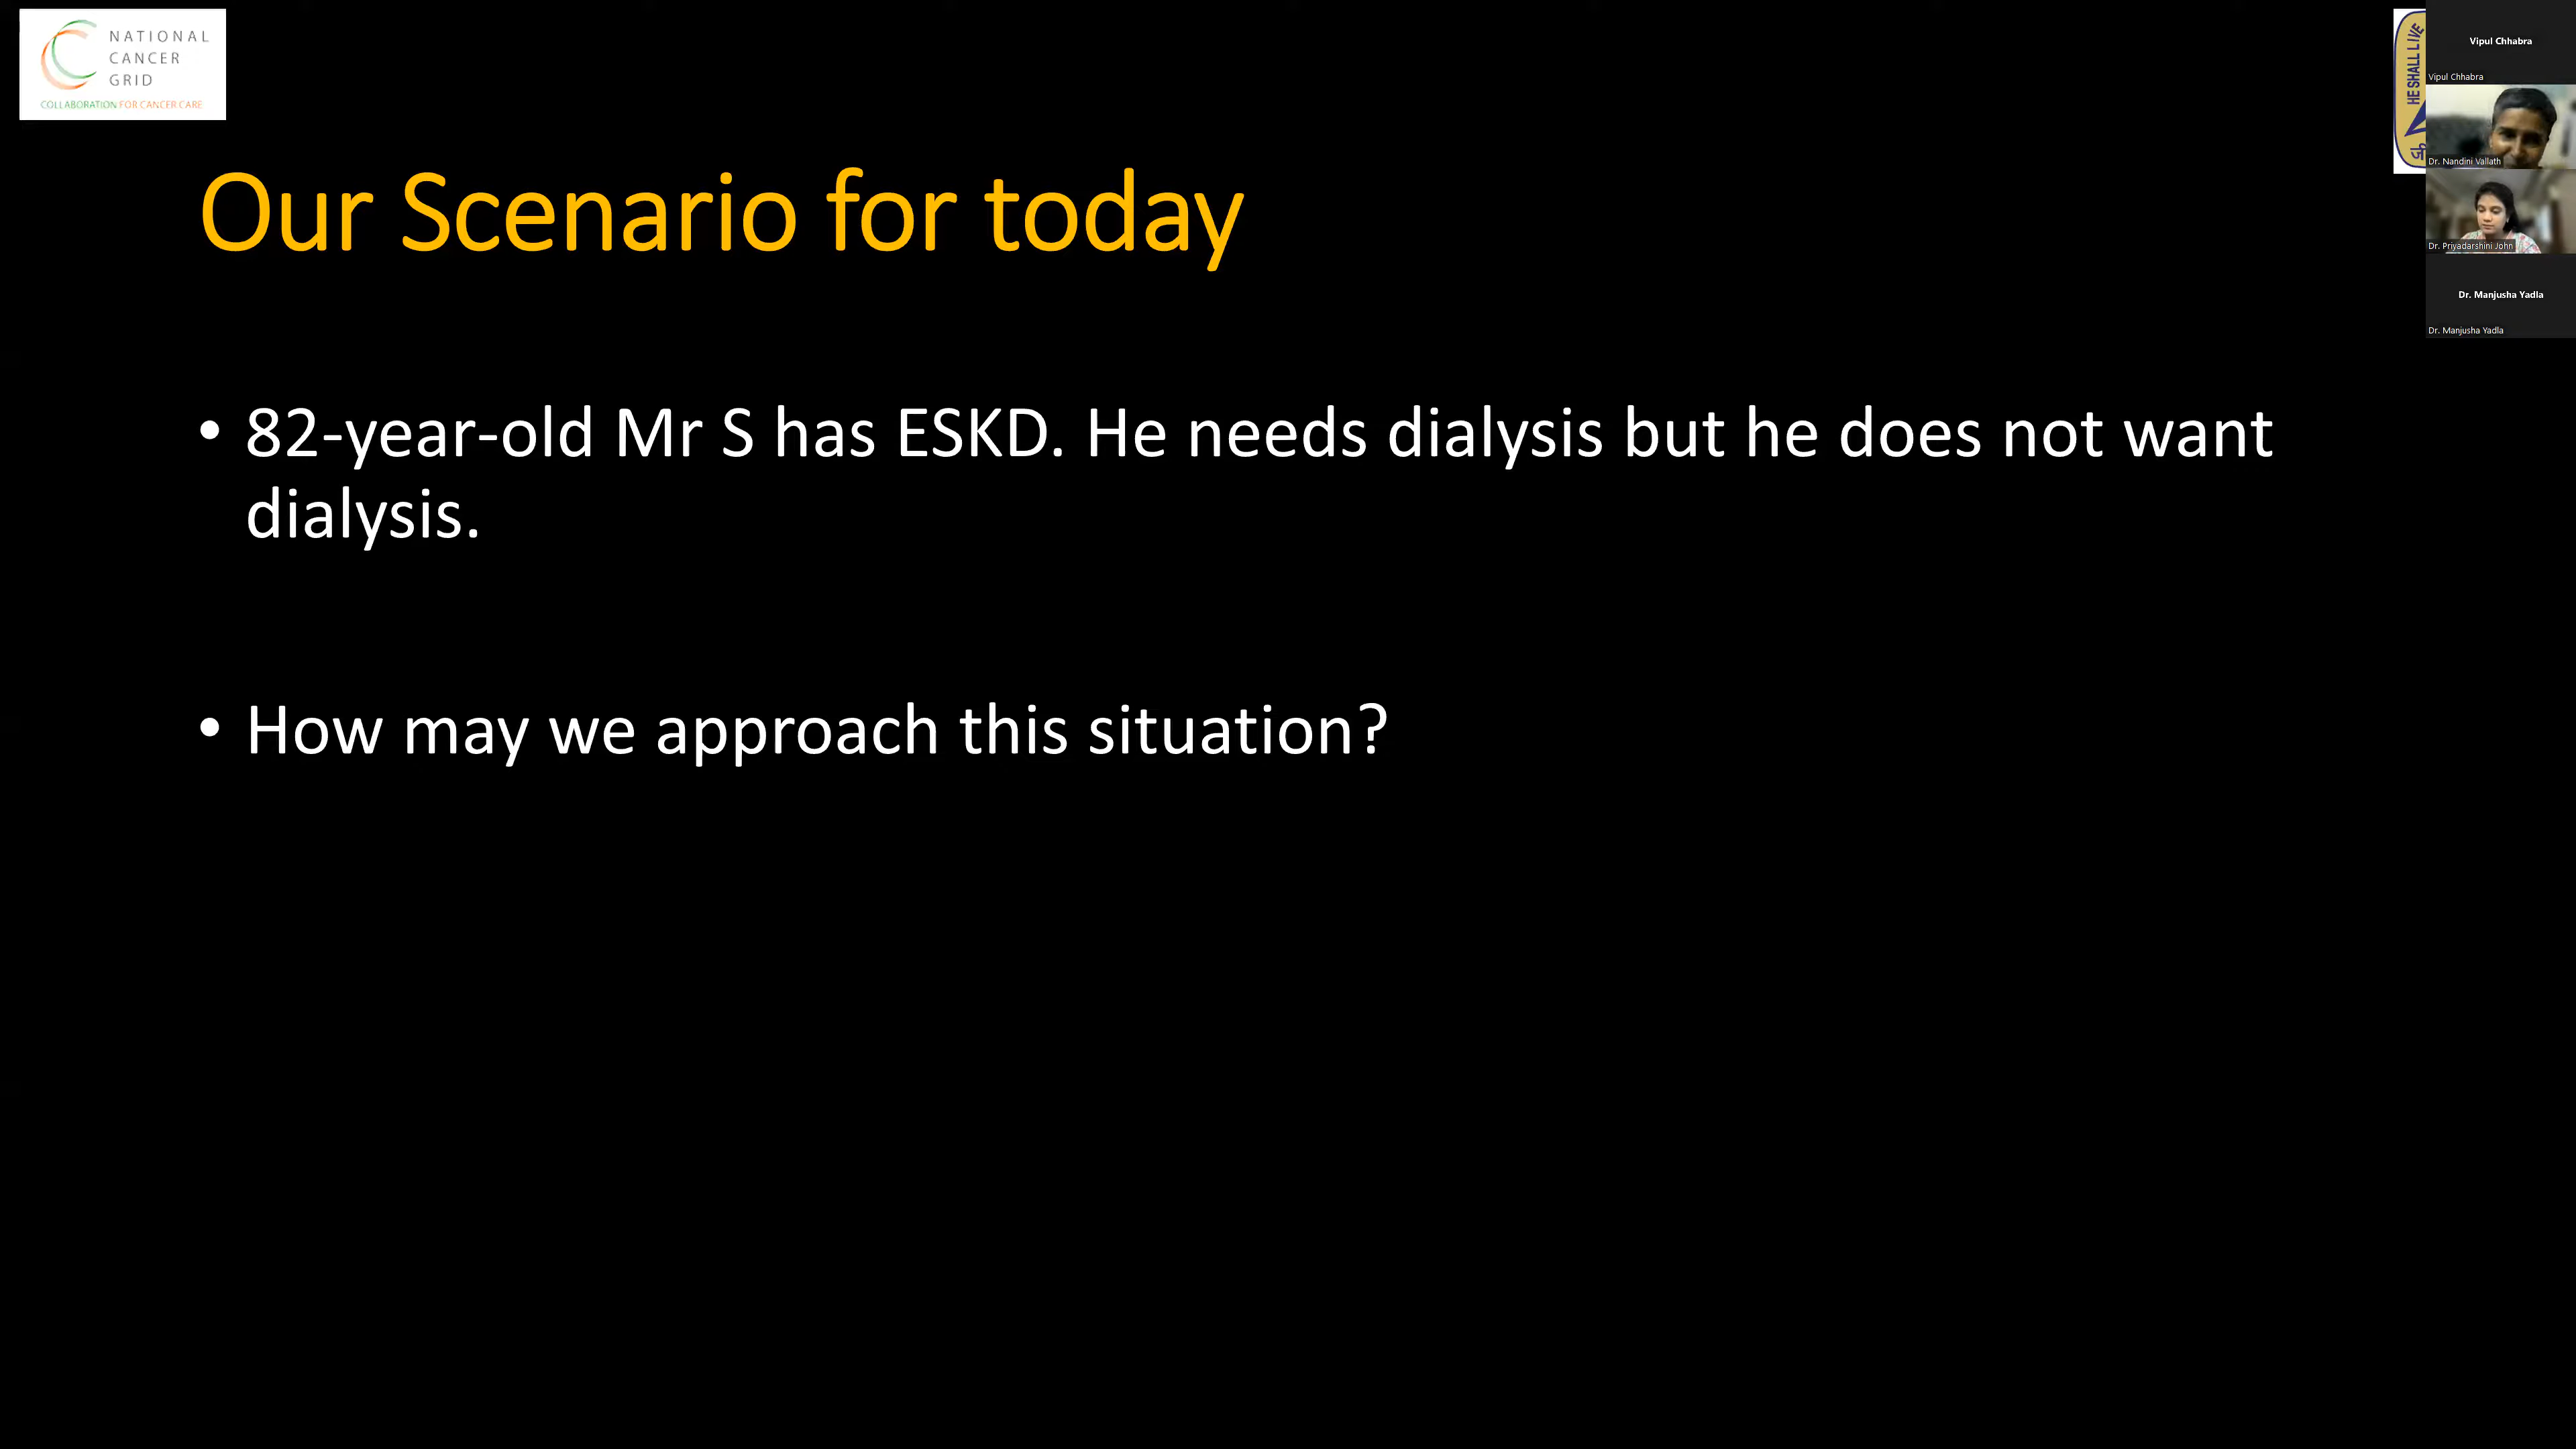 NATIONAL
CANCER
GRID
COLLABORATION FOR CANCER CARE
Our Scenario for today
• 82-year-old Mr S has ESKD. He needs dialysis but he does not want
dialysis.
• How may we approach this situation?
HE SHALL LIVE
Vipul Chhabra
Vipul Chhabra
Dr. Nandini Vallath
Dr. Priyadarshini John
Dr. Manjusha Yadla
Dr. Manjusha Yadla